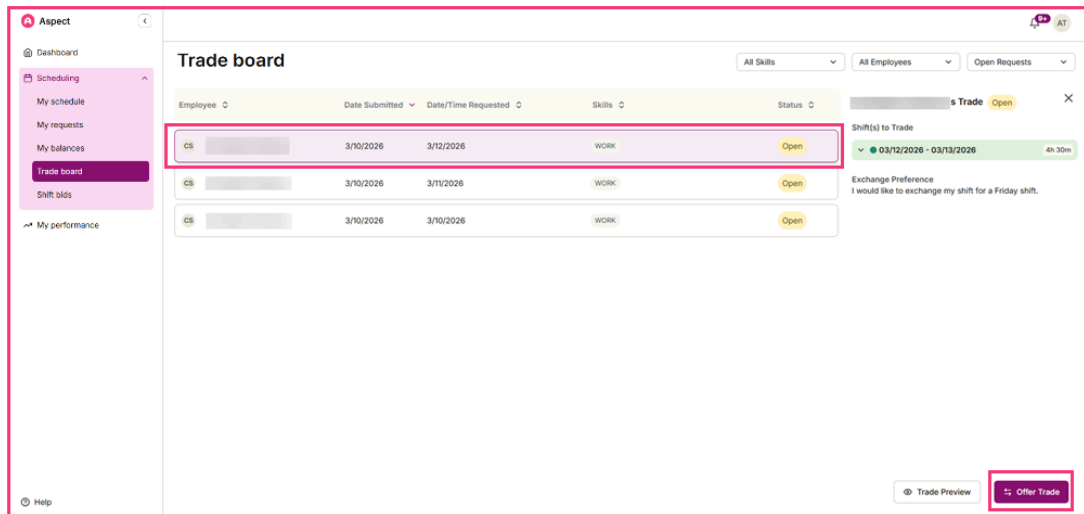 Aspect
9+
AT
Dashboard
Scheduling
My schedule
My requests
My balances
Trade board
Shift bids
My performance
Help
Trade board
All Skills
All Employees
Open Requests
Employee Date Submitted Date/Time Requested Skills Status
CS 3/10/2026 3/12/2026 WORK Open
CS 3/10/2026 3/11/2026 WORK Open
CS 3/10/2026 3/10/2026 WORK Open
s Trade Open
Shift(s) to Trade
03/12/2026 - 03/13/2026 4h 30m
Exchange Preference
I would like to exchange my shift for a Friday shift.
Trade Preview
Offer Trade